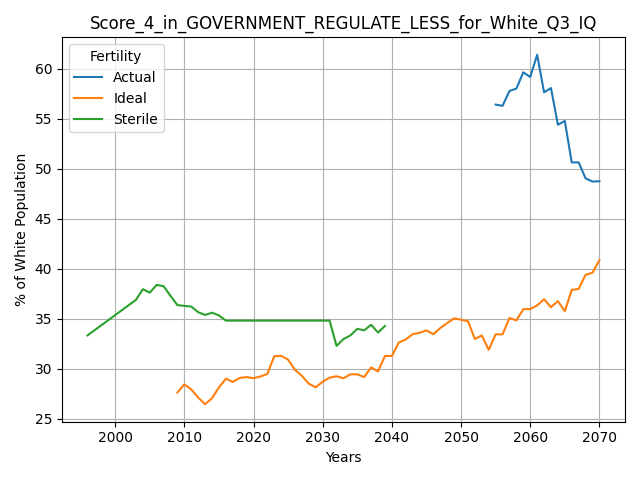 Score_4_in_GOVERNMENT_REGULATE_LESS_for_White_Q3_IQ
Fertility
Actual
Ideal
Sterile
% of White Population
60
55
50
45
40
35
30
25
2000
2010
2020
2030
2040
2050
2060
2070
Years